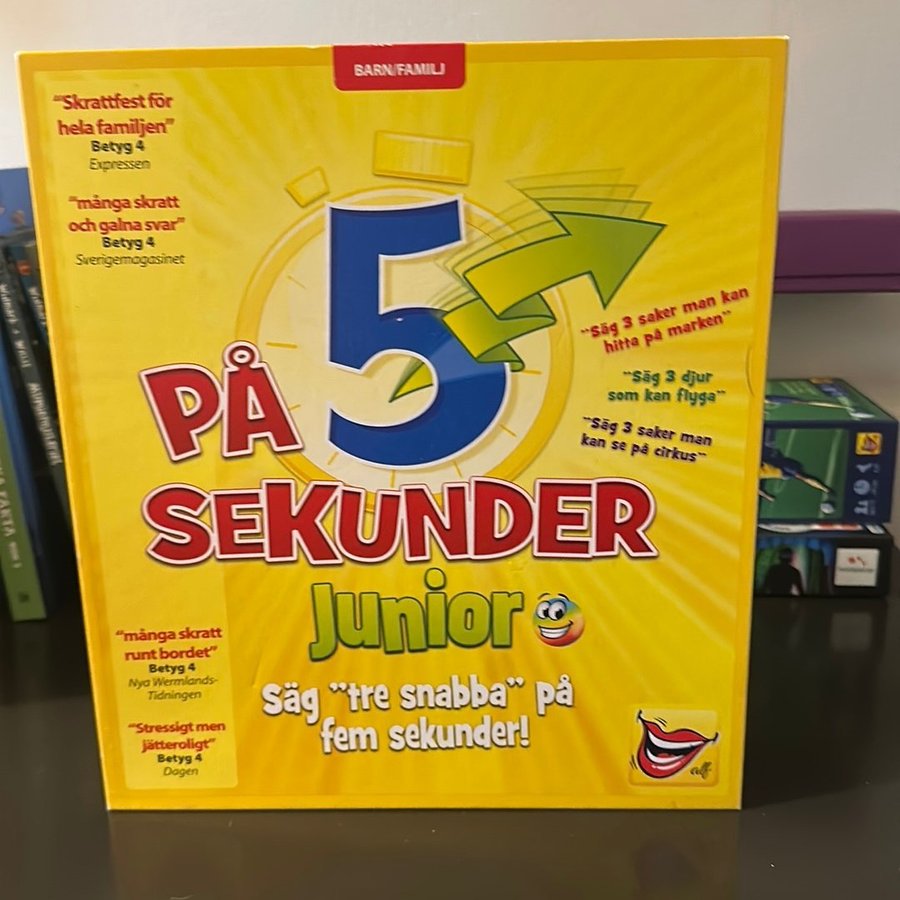 BARN/FAMILJ
"Skrattfest för
hela familjen"
Betyg 4
Expressen
"många skratt
och galna svar"
Betyg 4
Sverigemagasinet
5
"Säg 3 saker man kan
hitta på marken"
"Säg 3 djur
som kan flyga"
"Säg 3 saker man
kan se på cirkus"
PÅ
SEKUNDER
Junior
"många skratt
runt bordet"
Betyg 4
Nya Wermlands-
Tidningen
"Stressigt men
jätteroligt"
Betyg 4
Dagen
Säg "tre snabba" på
fem sekunder!
alf